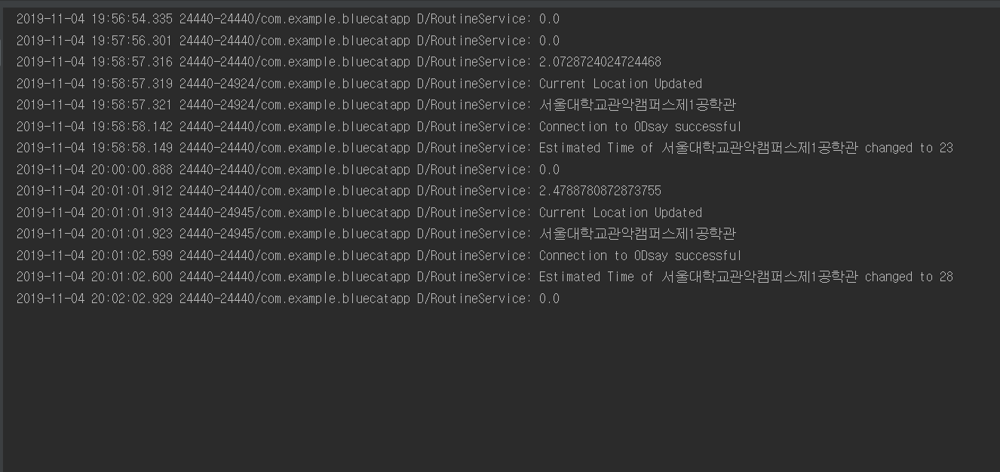 2019-11-04 19:56:54.335 24440-24440/com.example.bluecatapp D/RoutineService: 0.0
2019-11-04 19:57:56.301 24440-24440/com.example.bluecatapp D/RoutineService: 0.0
2019-11-04 19:58:57.316 24440-24440/com.example.bluecatapp D/RoutineService: 2.0728724024724468
2019-11-04 19:58:57.319 24440-24924/com.example.bluecatapp D/RoutineService: Current Location Updated
2019-11-04 19:58:57.321 24440-24924/com.example.bluecatapp D/RoutineService: 서울대학교관악캠퍼스제1공학관
2019-11-04 19:58:58.142 24440-24440/com.example.bluecatapp D/RoutineService: Connection to ODsay successful
2019-11-04 19:58:58.149 24440-24440/com.example.bluecatapp D/RoutineService: Estimated Time of 서울대학교관악캠퍼스제1공학관 changed to 23
2019-11-04 20:00:00.888 24440-24440/com.example.bluecatapp D/RoutineService: 0.0
2019-11-04 20:01:01.912 24440-24440/com.example.bluecatapp D/RoutineService: 2.4788780872873755
2019-11-04 20:01:01.913 24440-24945/com.example.bluecatapp D/RoutineService: Current Location Updated
2019-11-04 20:01:01.923 24440-24945/com.example.bluecatapp D/RoutineService: 서울대학교관악캠퍼스제1공학관
2019-11-04 20:01:02.599 24440-24440/com.example.bluecatapp D/RoutineService: Connection to ODsay successful
2019-11-04 20:01:02.600 24440-24440/com.example.bluecatapp D/RoutineService: Estimated Time of 서울대학교관악캠퍼스제1공학관 changed to 28
2019-11-04 20:02:02.929 24440-24440/com.example.bluecatapp D/RoutineService: 0.0